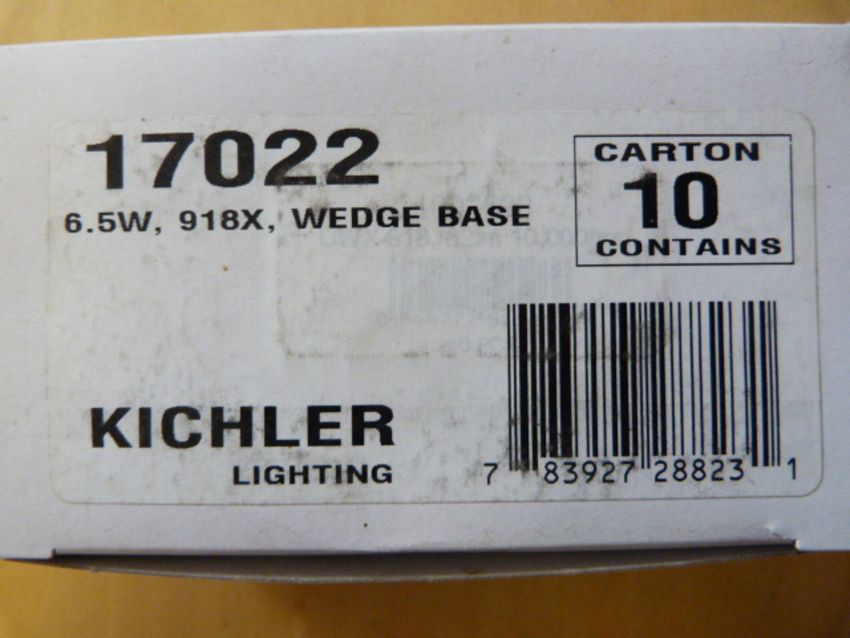 17022
6.5W, 918X, WEDGE BASE
CARTON
10
CONTAINS
KICHLER
LIGHTING
7 83927 28823 1